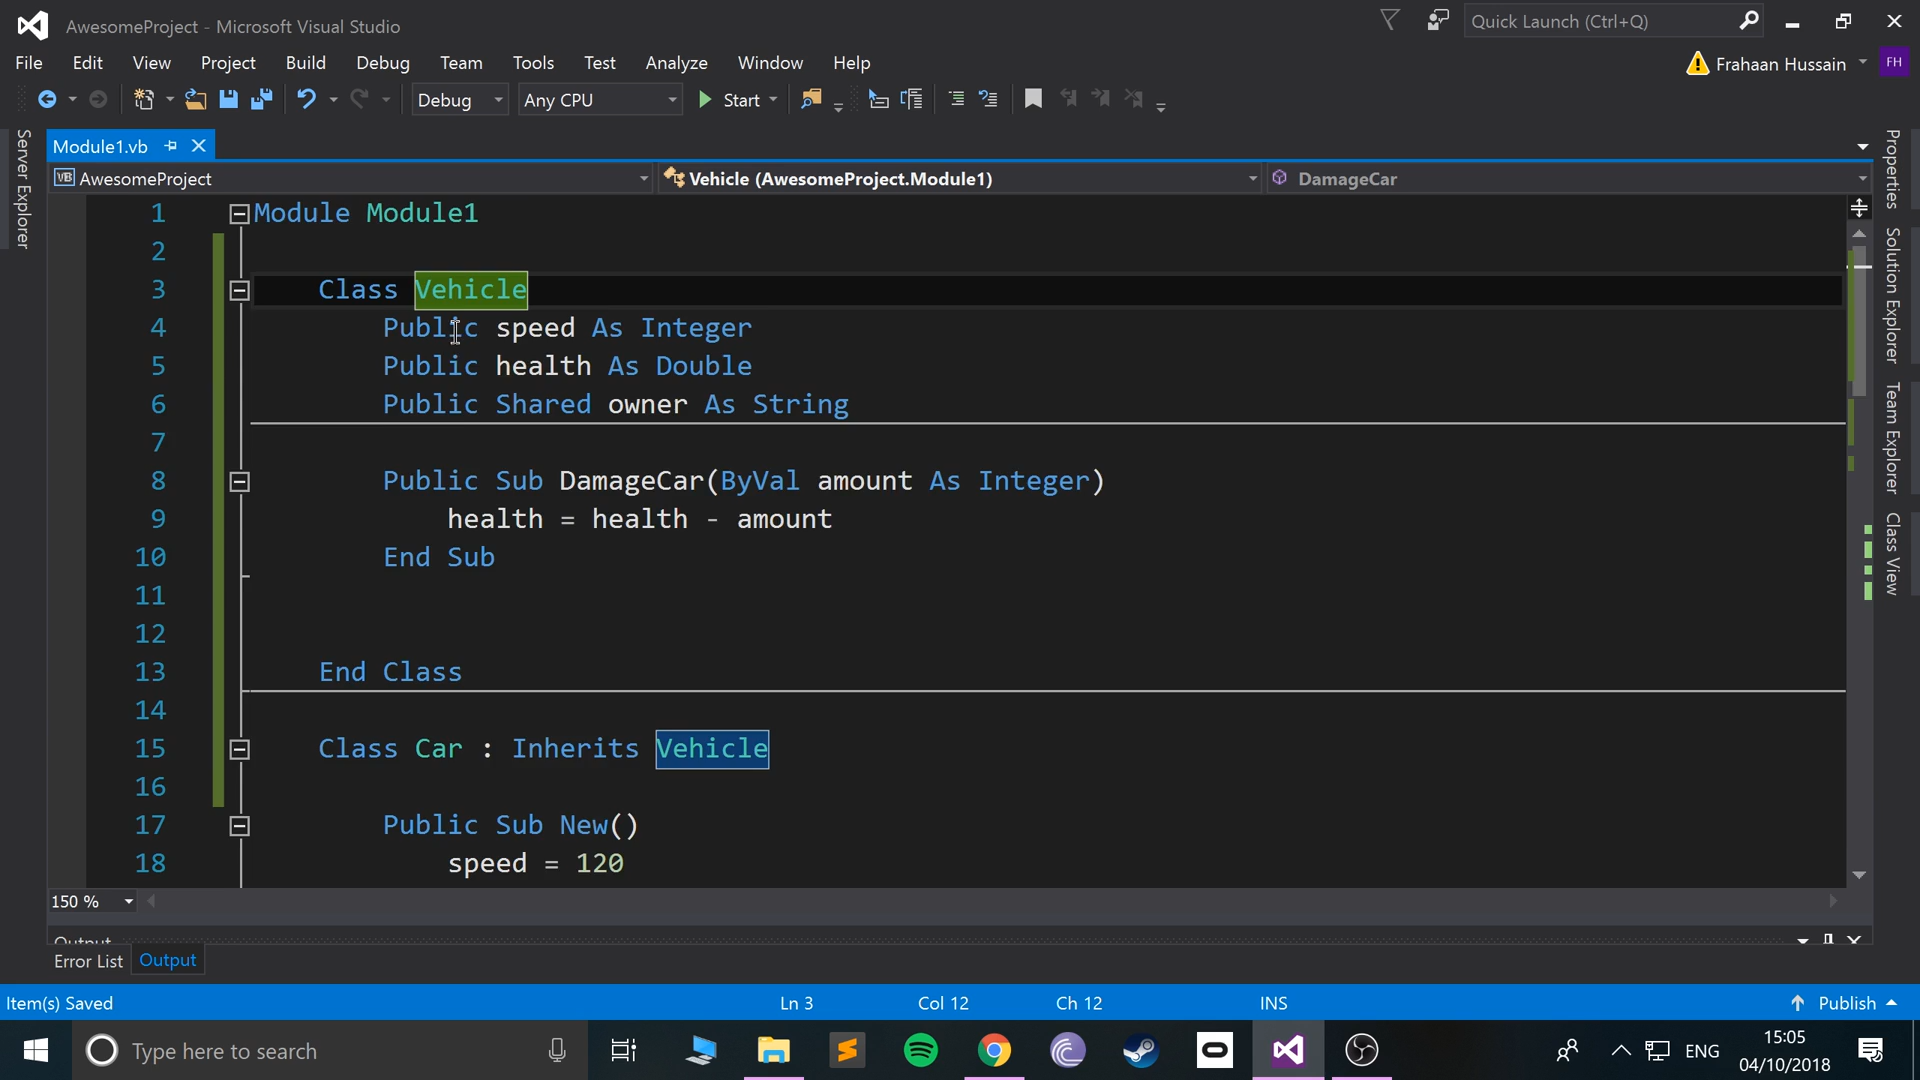 AwesomeProject - Microsoft Visual Studio
Quick Launch (Ctrl+Q)
File Edit View Project Build Debug Team Tools Test Analyze Window Help
Frahaan Hussain FH
Debug Any CPU Start
Server Explorer
Module1.vb
Properties
Solution Explorer
Team Explorer
Class View
VB AwesomeProject Vehicle (AwesomeProject.Module1) DamageCar
1 Module Module1
2
3 Class Vehicle
4 Public speed As Integer
5 Public health As Double
6 Public Shared owner As String
7
8 Public Sub DamageCar(ByVal amount As Integer)
9 health = health - amount
10 End Sub
11
12
13 End Class
14
15 Class Car : Inherits Vehicle
16
17 Public Sub New()
18 speed = 120
150 %
Output
Error List Output
Item(s) Saved Ln 3 Col 12 Ch 12 INS Publish
Type here to search
ENG
15:05
04/10/2018